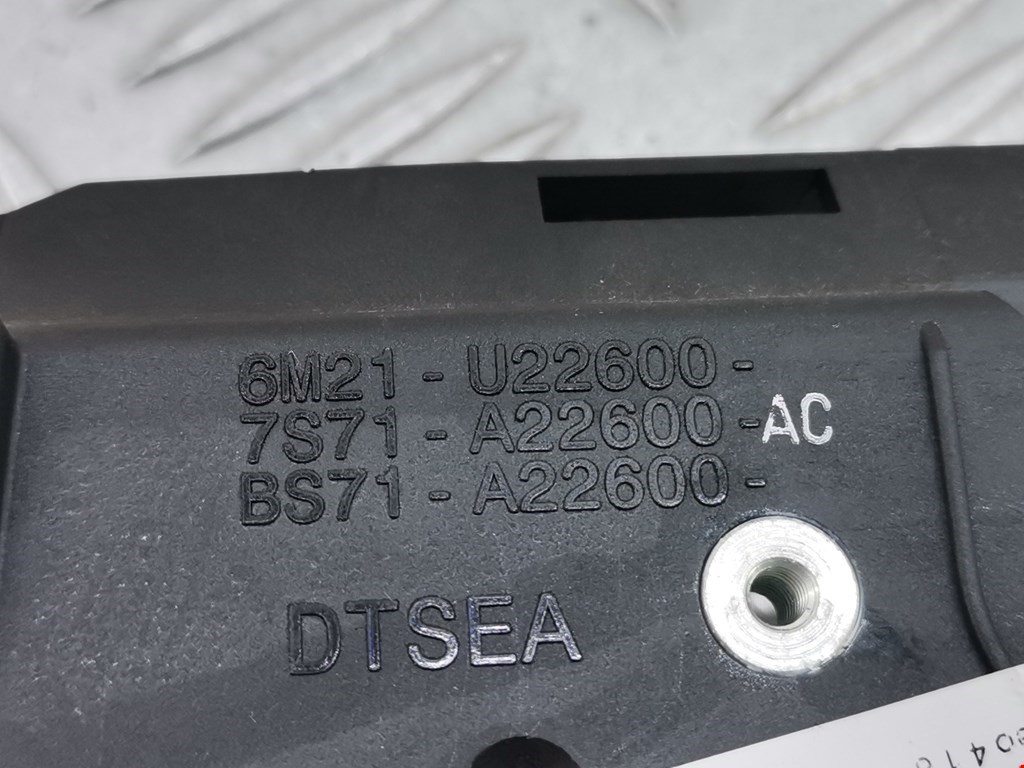 6M21 - U22600 -
7S71 - A22600 -AC
BS71 - A22600 -
DTSEA